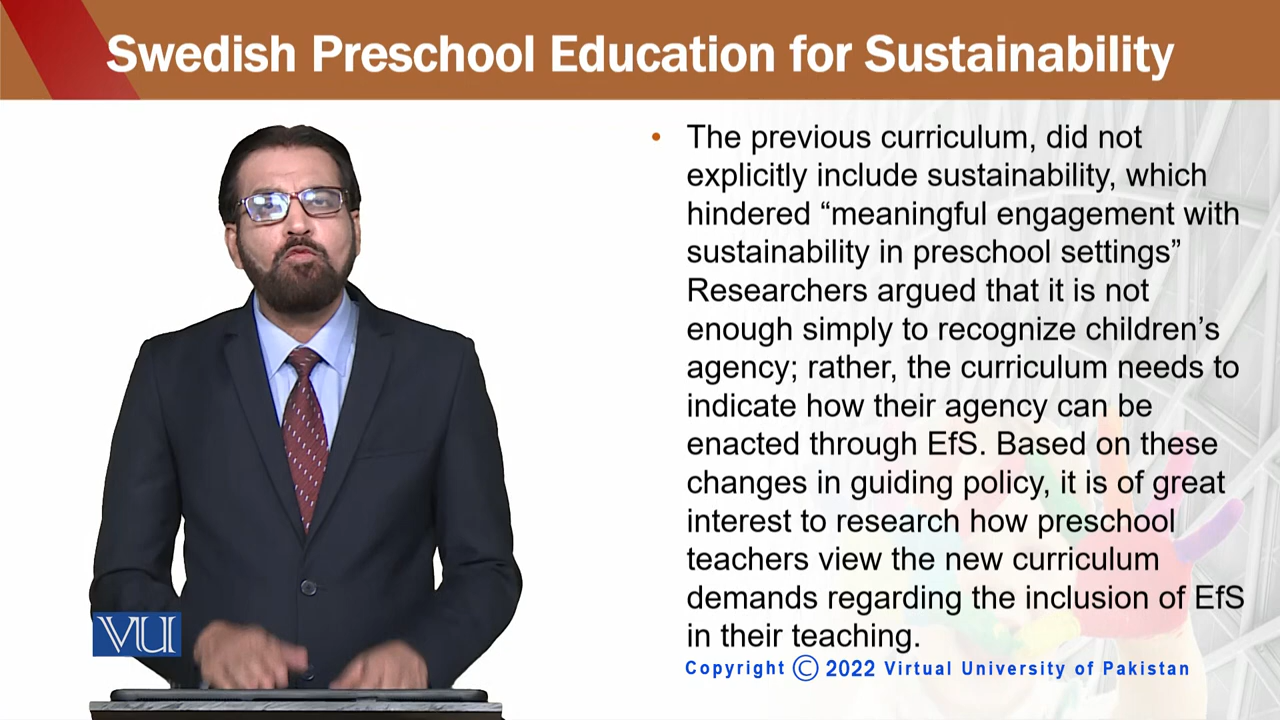 Swedish Preschool Education for Sustainability
• The previous curriculum, did not
explicitly include sustainability, which
hindered “meaningful engagement with
sustainability in preschool settings”
Researchers argued that it is not
enough simply to recognize children’s
agency; rather, the curriculum needs to
indicate how their agency can be
enacted through EfS. Based on these
changes in guiding policy, it is of great
interest to research how preschool
teachers view the new curriculum
demands regarding the inclusion of EfS
in their teaching.
VU
Copyright © 2022 Virtual University of Pakistan